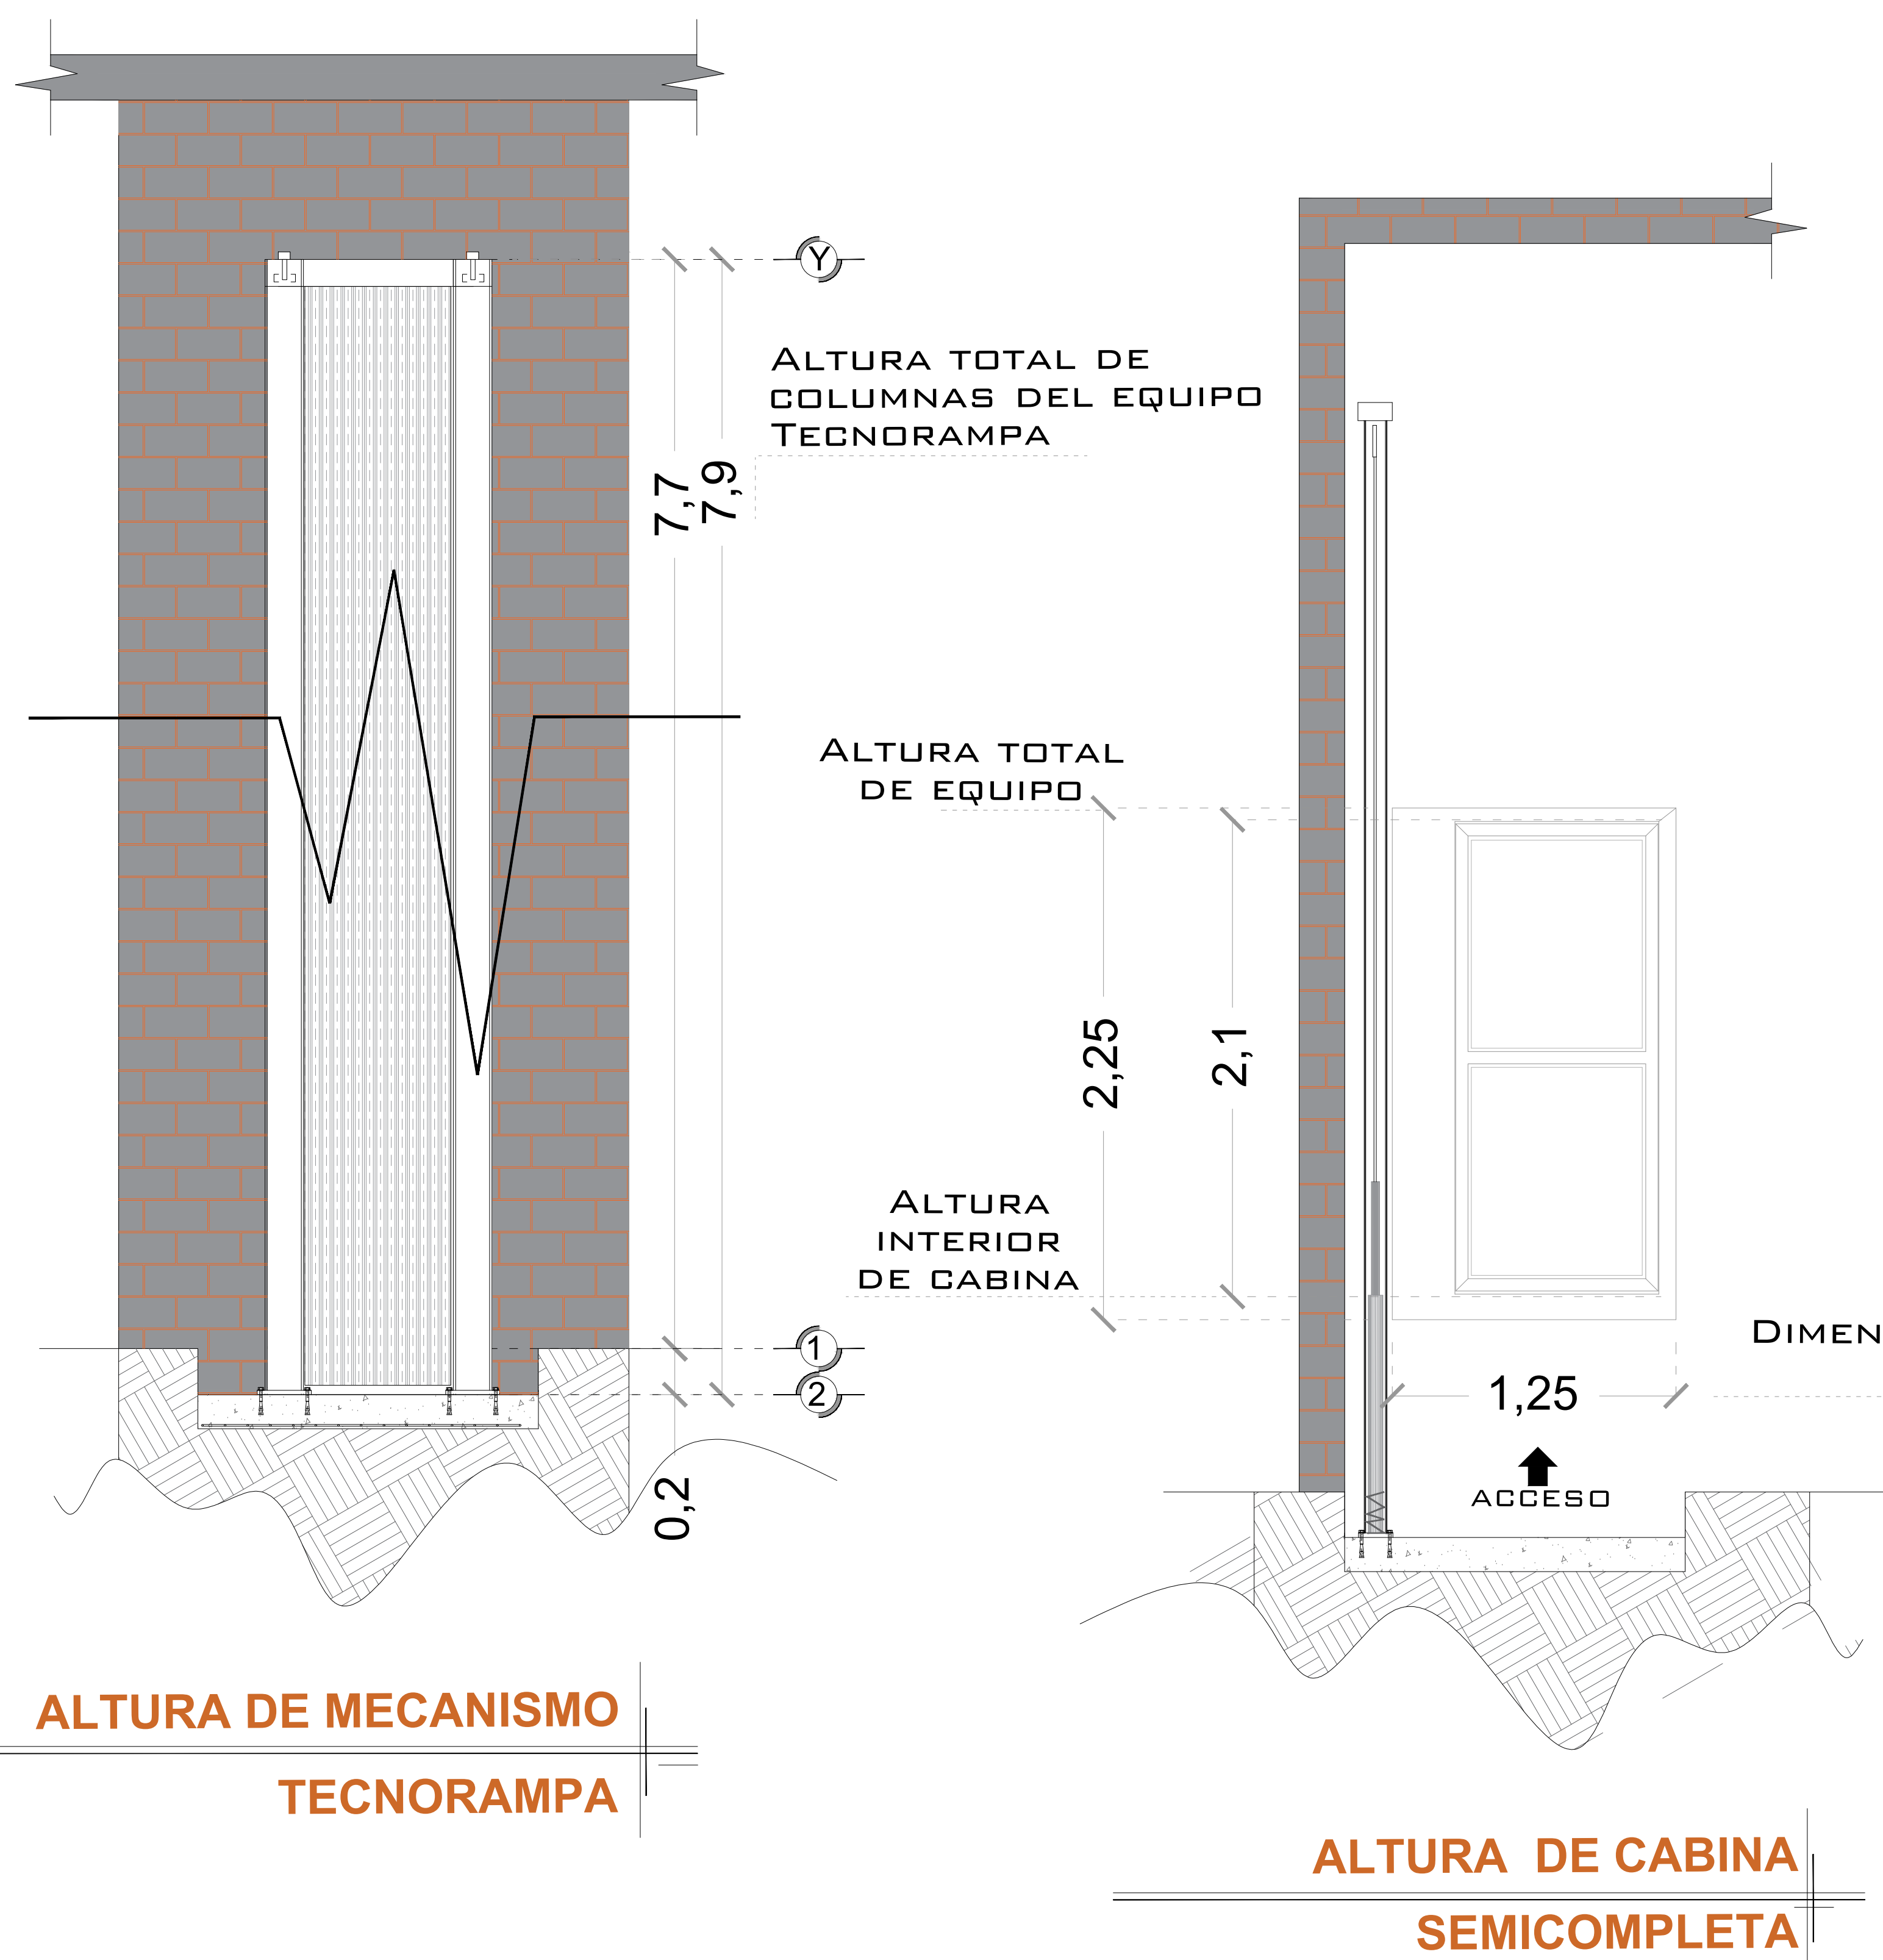 Y
ALTURA TOTAL DE
COLUMNAS DEL EQUIPO
TECNORAMPA
7,7
7,9
ALTURA TOTAL
DE EQUIPO
2,25
2,1
ALTURA
INTERIOR
DE CABINA
1
2
0,2
DIMEN
1,25
ACCESO
ALTURA DE MECANISMO
TECNORAMPA
ALTURA DE CABINA
SEMICOMPLETA